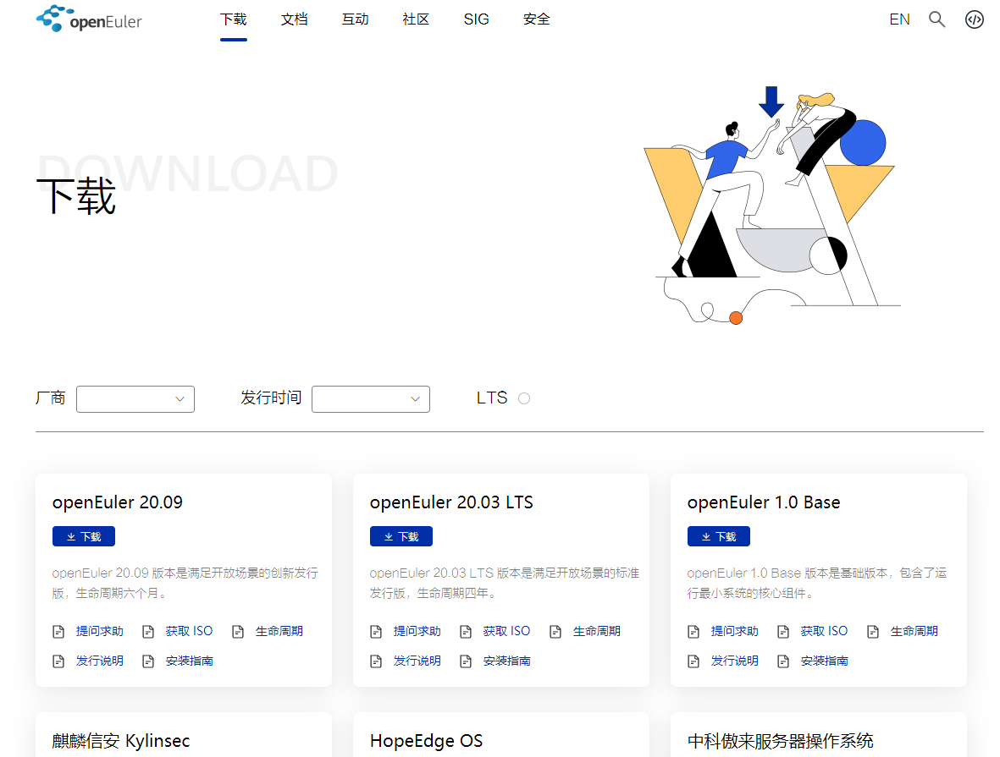 openEuler 下载 文档 互动 社区 SIG 安全 EN
DOWNLOAD
下载
厂商 发行时间 LTS
openEuler 20.09
下载
openEuler 20.09 版本是满足开放场景的创新发行
版，生命周期六个月。
提问求助 获取 ISO 生命周期
发行说明 安装指南
openEuler 20.03 LTS
下载
openEuler 20.03 LTS 版本是满足开放场景的标准
发行版，生命周期四年。
提问求助 获取 ISO 生命周期
发行说明 安装指南
openEuler 1.0 Base
下载
openEuler 1.0 Base 版本是基础版本，包含了运
行最小系统的核心组件。
提问求助 获取 ISO 生命周期
发行说明 安装指南
麒麟信安 Kylinsec
HopeEdge OS
中科傲来服务器操作系统